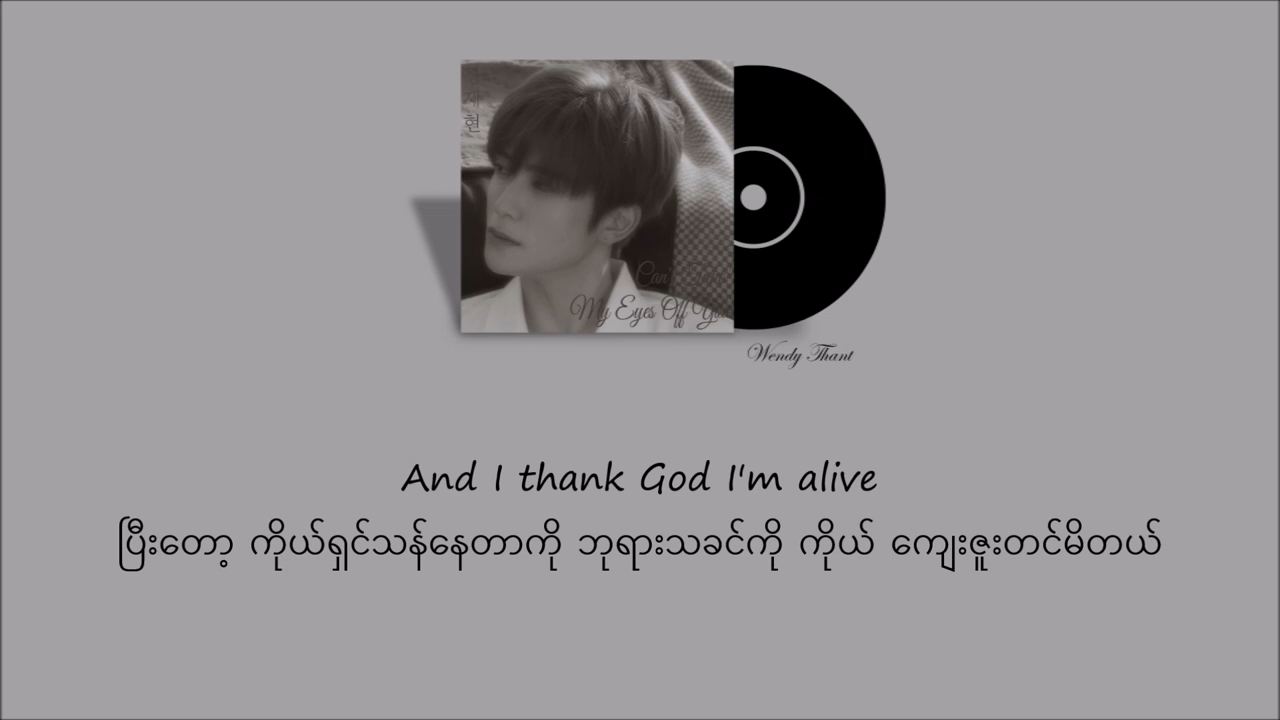 재
현
My Eyes Off You
Wendy Thant
And I thank God I'm alive
ပြီးတော့ ကိုယ်ရှင်သန်နေတာကို ဘုရားသခင်ကို ကိုယ် ကျေးဇူးတင်မိတယ်